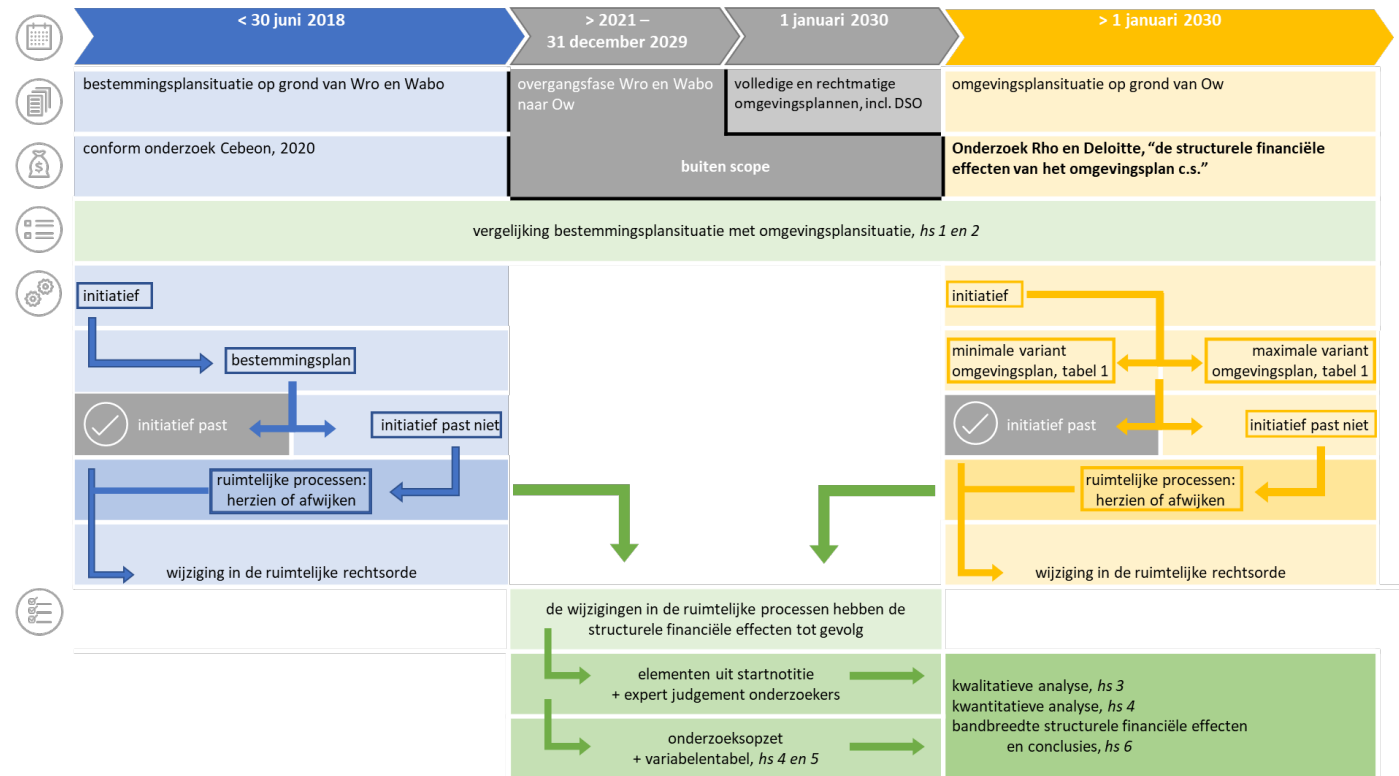 < 30 juni 2018
> 2021 –
31 december 2029
1 januari 2030
> 1 januari 2030
bestemmingsplansituatie op grond van Wro en Wabo
overgangsfase Wro en Wabo
naar Ow
volledige en rechtmatige
omgevingsplannen, incl. DSO
omgevingsplansituatie op grond van Ow
conform onderzoek Cebeon, 2020
buiten scope
Onderzoek Rho en Deloitte, “de structurele financiële
effecten van het omgevingsplan c.s.”
vergelijking bestemmingsplansituatie met omgevingsplansituatie, hs 1 en 2
initiatief
bestemmingsplan
initiatief past
initiatief past niet
ruimtelijke processen:
herzien of afwijken
wijziging in de ruimtelijke rechtsorde
initiatief
minimale variant
omgevingsplan, tabel 1
maximale variant
omgevingsplan, tabel 1
initiatief past
initiatief past niet
ruimtelijke processen:
herzien of afwijken
wijziging in de ruimtelijke rechtsorde
de wijzigingen in de ruimtelijke processen hebben de
structurele financiële effecten tot gevolg
elementen uit startnotitie
+ expert judgement onderzoekers
onderzoeksopzet
+ variabelentabel, hs 4 en 5
kwalitatieve analyse, hs 3
kwantitatieve analyse, hs 4
bandbreedte structurele financiële effecten
en conclusies, hs 6